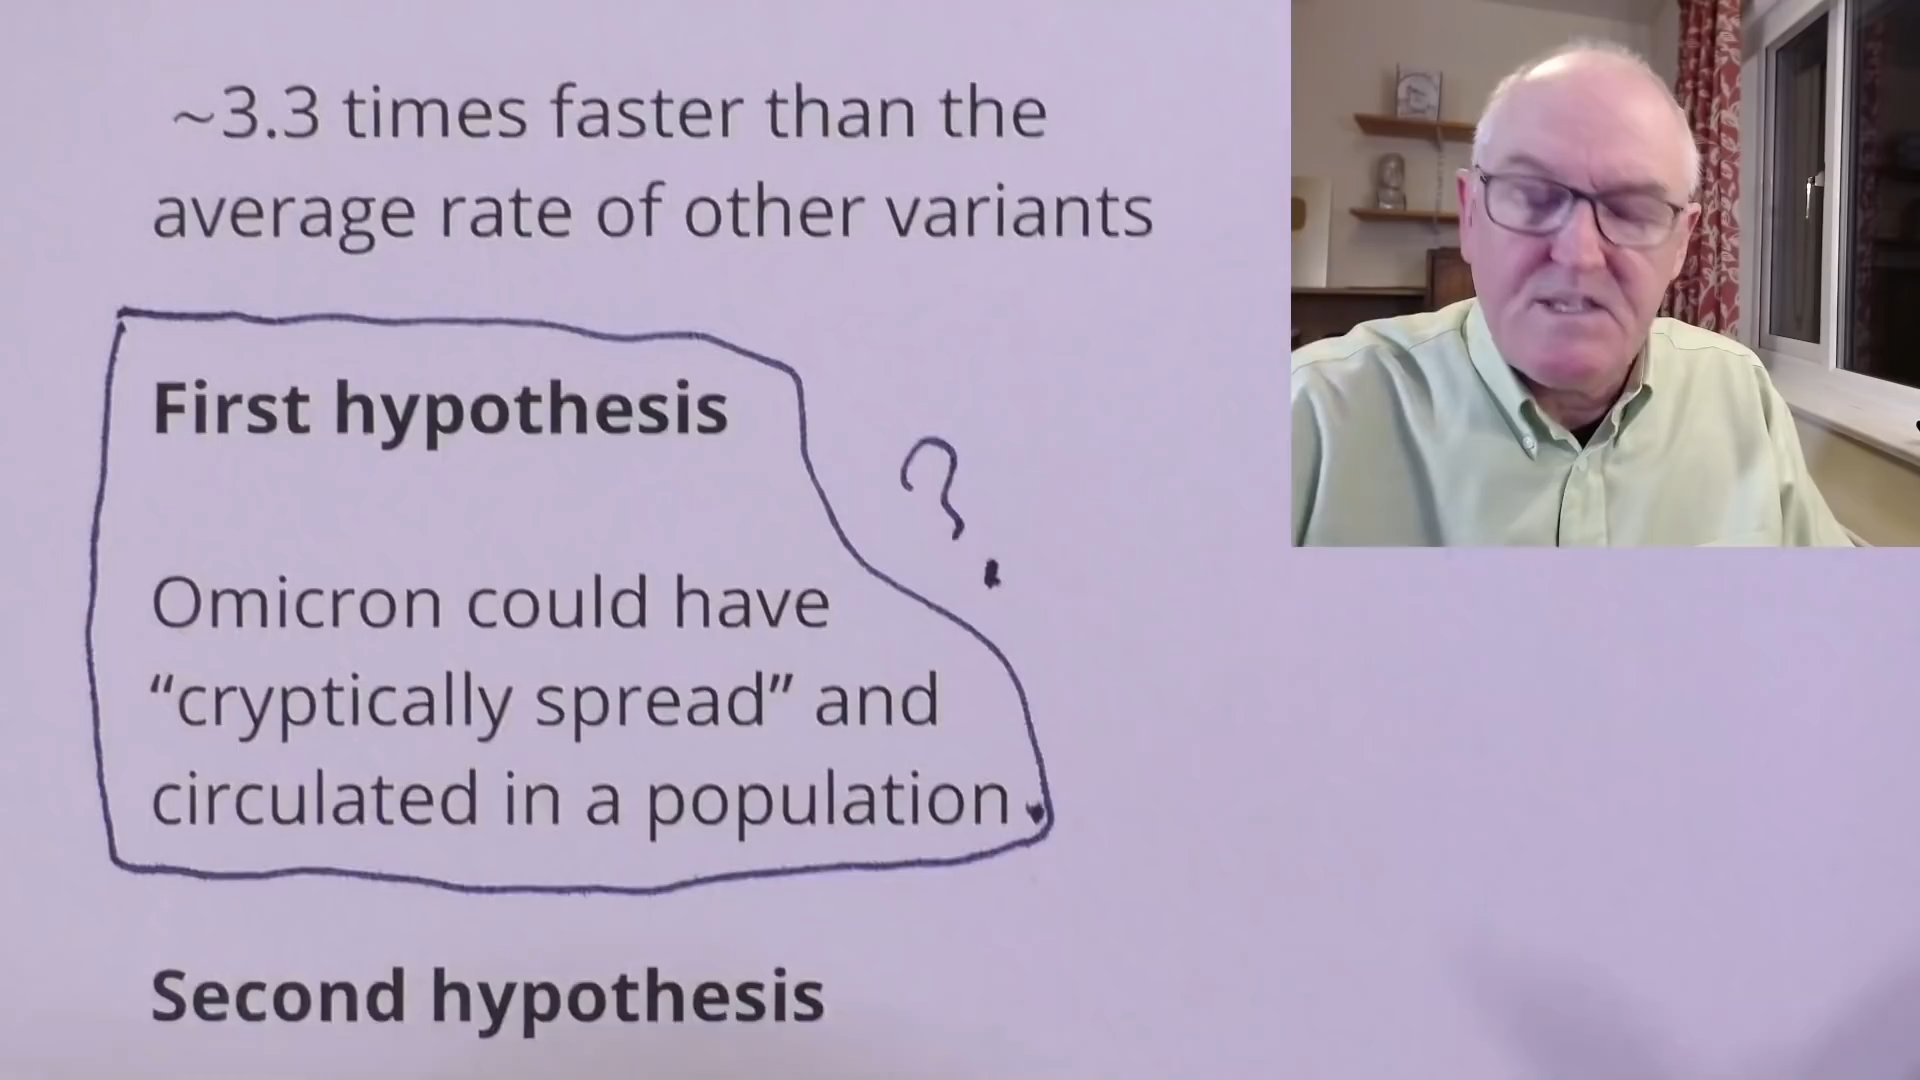 ~3.3 times faster than the
average rate of other variants
First hypothesis
?
Omicron could have
“cryptically spread” and
circulated in a population.
Second hypothesis